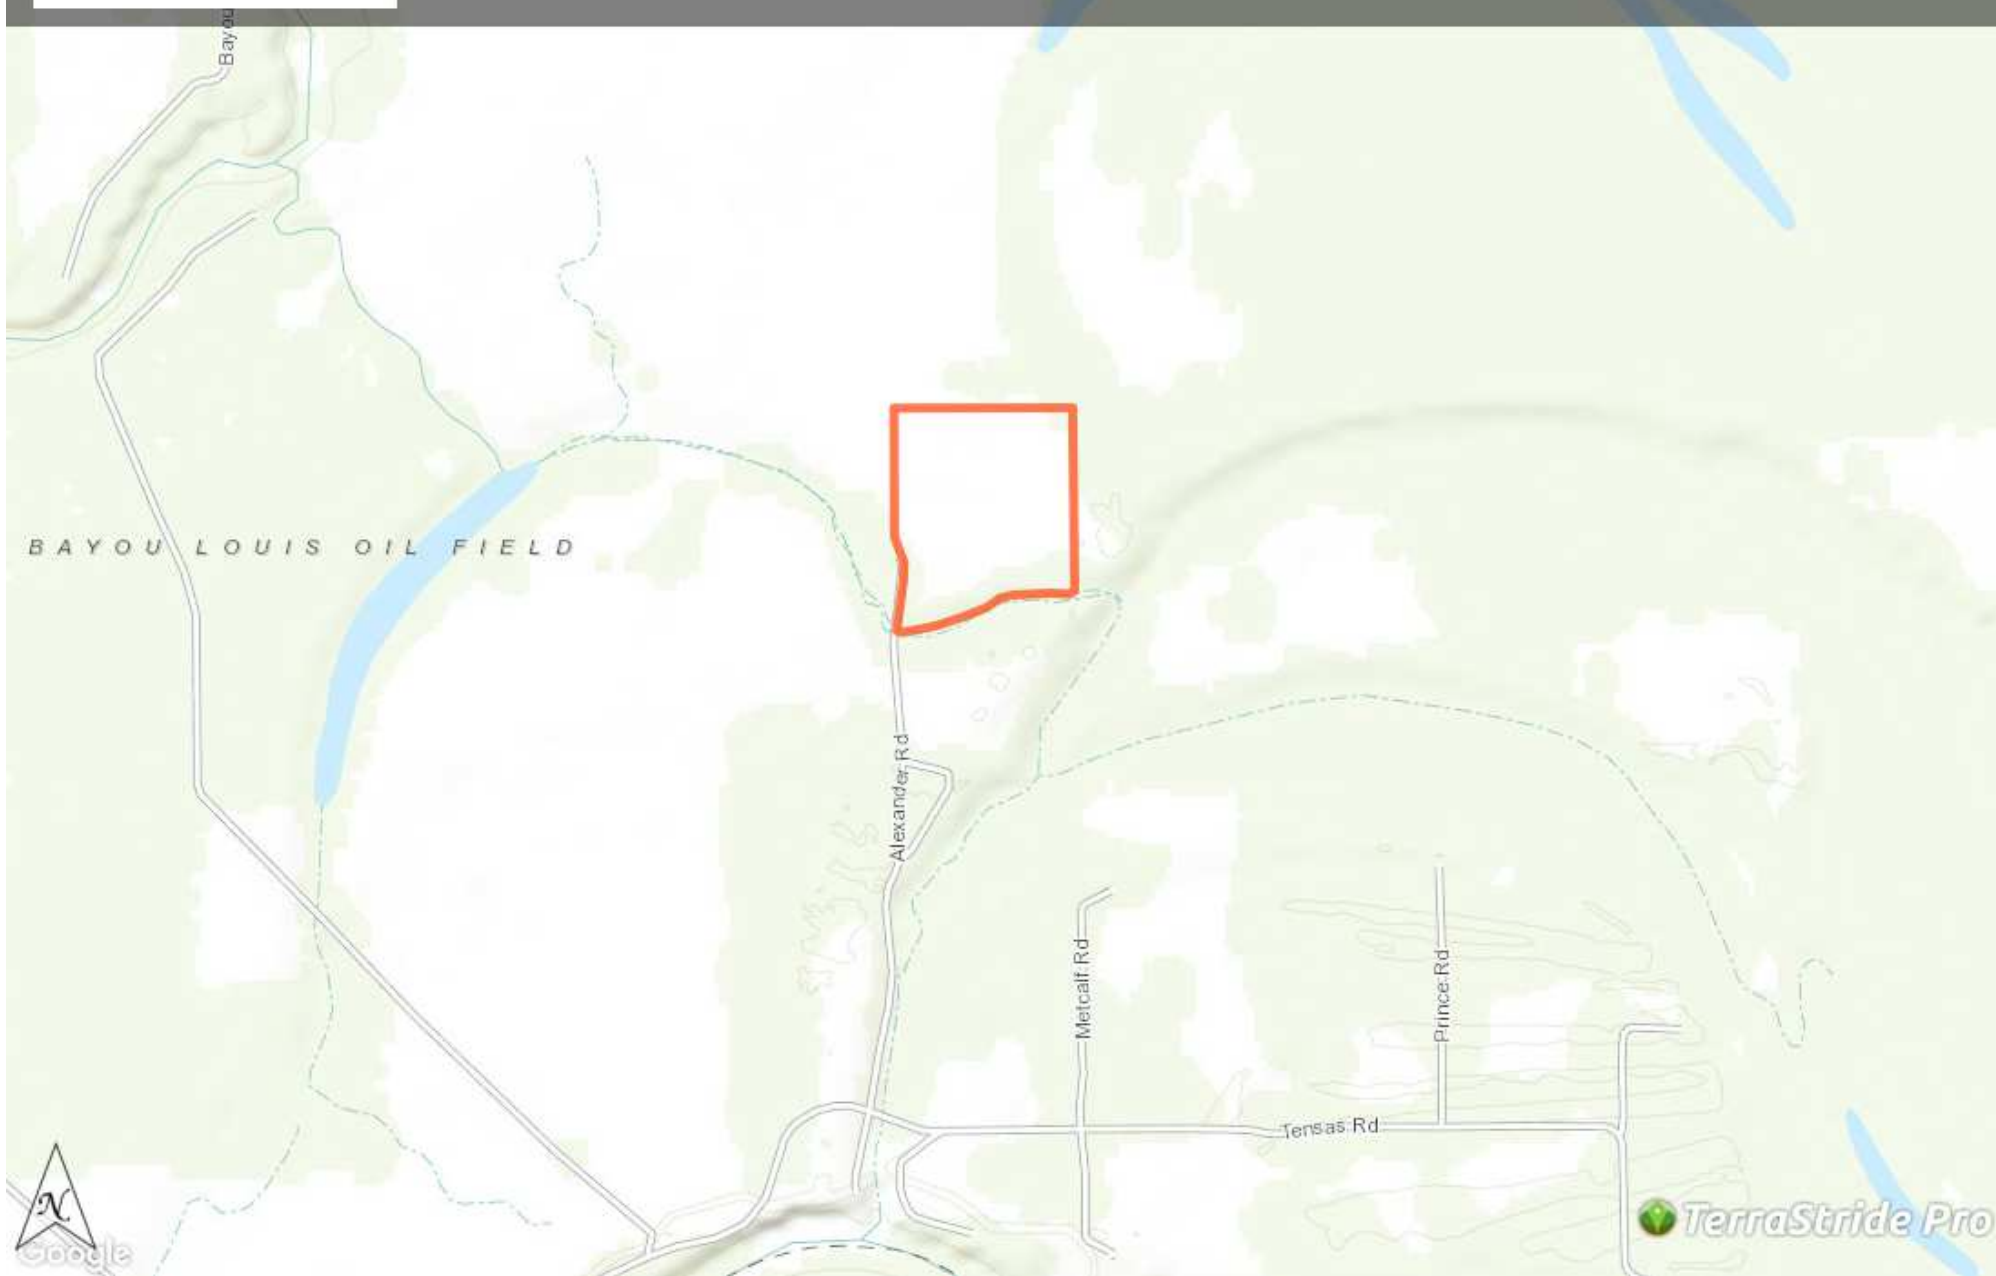 Bayou
BAYOU LOUIS OIL FIELD
Alexander Rd
Metcalf Rd
Prince Rd
Tensas Rd
N
Google
TerraStride Pro